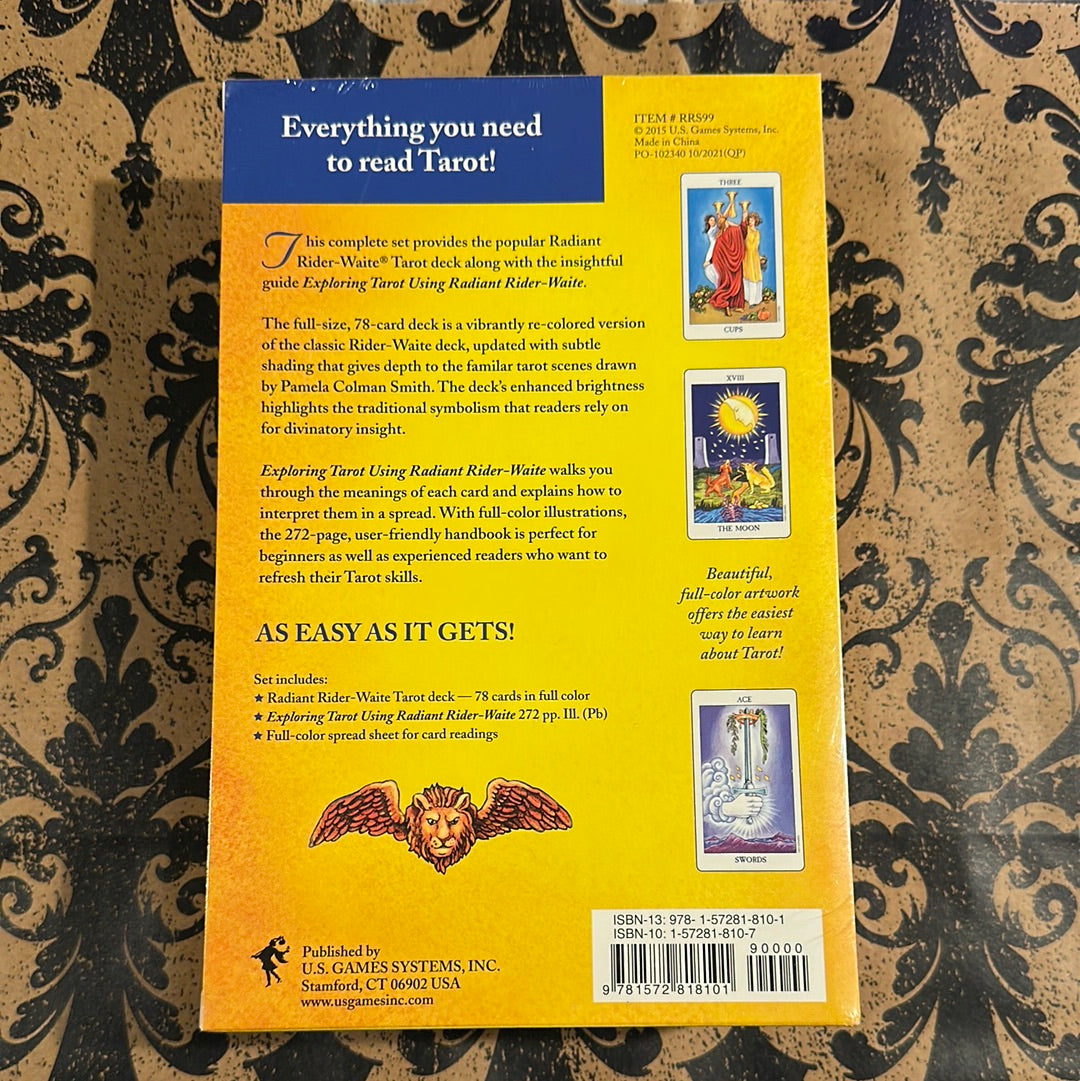 Everything you need
to read Tarot!
ITEM # RRS99
© 2015 U.S. Games Systems, Inc.
Made in China
PO-102340 10/2021(QP)
This complete set provides the popular Radiant
Rider-Waite® Tarot deck along with the insightful
guide Exploring Tarot Using Radiant Rider-Waite.
The full-size, 78-card deck is a vibrantly re-colored version
of the classic Rider-Waite deck, updated with subtle
shading that gives depth to the familar tarot scenes drawn
by Pamela Colman Smith. The deck's enhanced brightness
highlights the traditional symbolism that readers rely on
for divinatory insight.
Exploring Tarot Using Radiant Rider-Waite walks you
through the meanings of each card and explains how to
interpret them in a spread. With full-color illustrations,
the 272-page, user-friendly handbook is perfect for
beginners as well as experienced readers who want to
refresh their Tarot skills.
AS EASY AS IT GETS!
Set includes:
★ Radiant Rider-Waite Tarot deck — 78 cards in full color
★ Exploring Tarot Using Radiant Rider-Waite 272 pp. Ill. (Pb)
★ Full-color spread sheet for card readings
THREE
CUPS
XVIII
THE MOON
Beautiful,
full-color artwork
offers the easiest
way to learn
about Tarot!
ACE
SWORDS
Published by
U.S. GAMES SYSTEMS, INC.
Stamford, CT 06902 USA
www.usgamesinc.com
ISBN-13: 978- 1-57281-810-1
ISBN-10: 1-57281-810-7
90000
9 781572 818101